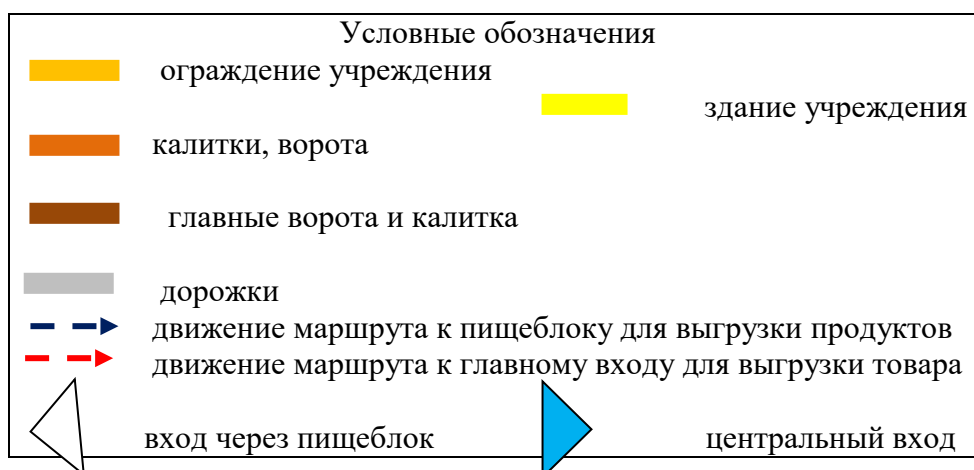 Условные обозначения
ограждение учреждения
здание учреждения
калитки, ворота
главные ворота и калитка
дорожки
движение маршрута к пищеблоку для выгрузки продуктов
движение маршрута к главному входу для выгрузки товара
вход через пищеблок
центральный вход